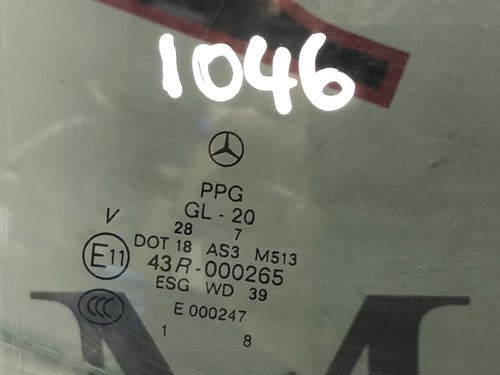 1046
PPG
GL - 20
28 7
V
DOT 18 AS3 M513
E11 43R-000265
ESG WD 39
CCC
E 000247
1 8